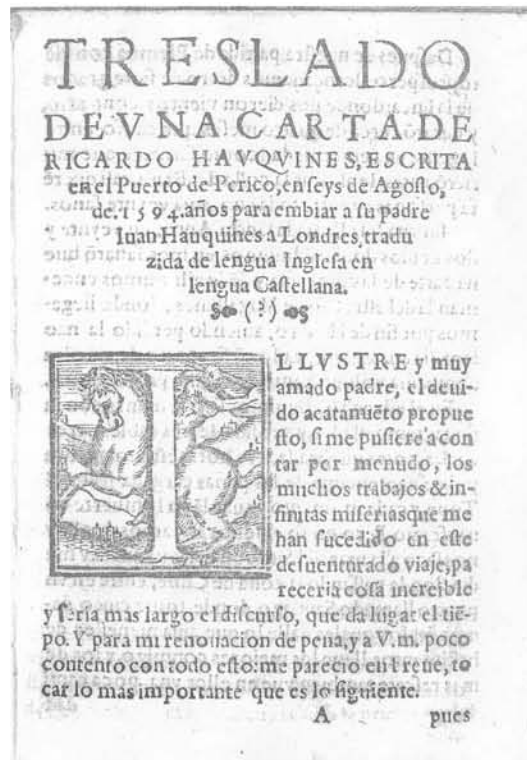 TRESLADO
DE VNA CARTA DE
RICARDO HAVQVINES, ESCRITA
en el Puerto de Perico, en seys de Agosto,
de. 1594. años para embiar a su padre
Iuan Hauquines a Londres, tradu
zida de lengua Inglesa en
lengua Castellana.
(?)
ILLVSTRE y muy
amado padre, el deui-
do acatamiẽto propue
sto, si me pusiere a con
tar por menudo, los
muchos trabajos & in-
finitas miserias que me
han sucedido en este
desuenturado viaje, pa
receria cosa increible
y seria mas largo el discurso, que da lugar el tiẽ-
po. Y para mi renouacion de pena, y a V.m. poco
contento con todo esto: me parecio en breue, to
car lo mas importante que es lo siguiente.
A pues